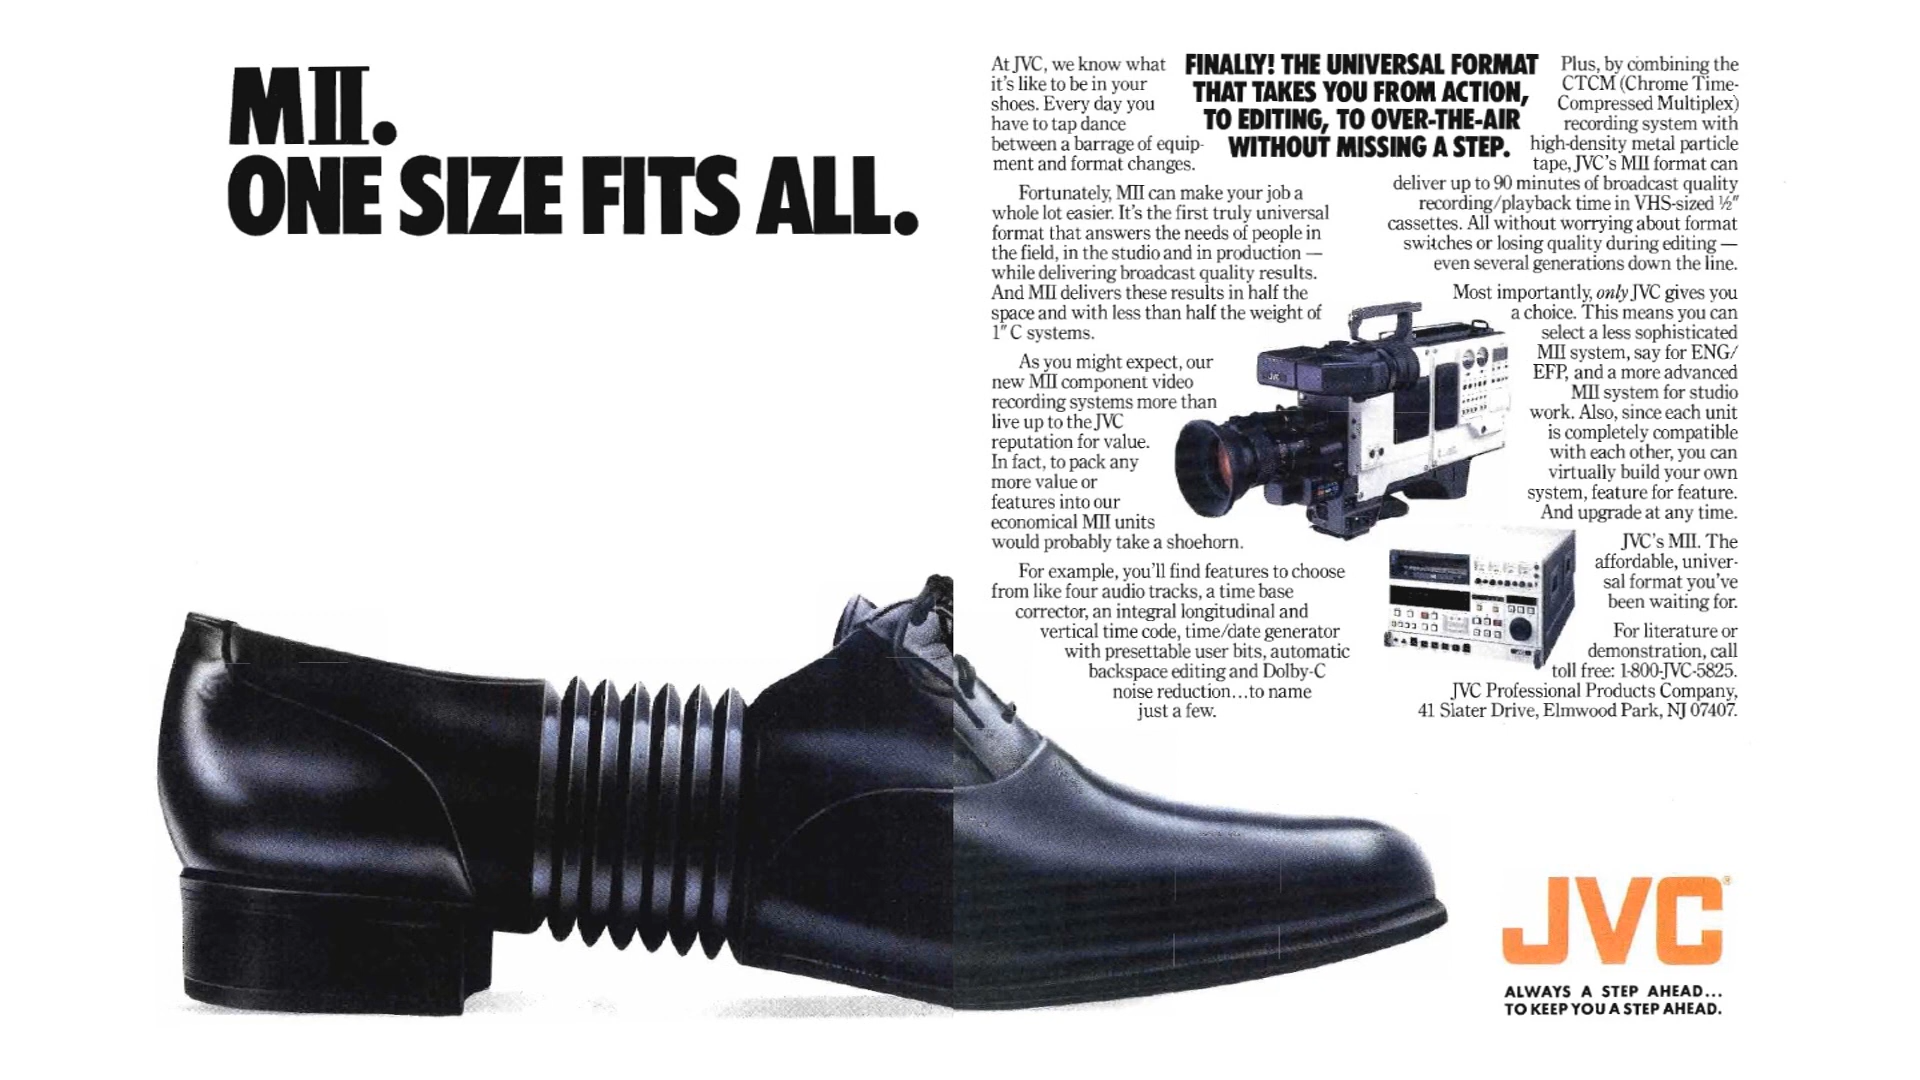 MII.
ONE SIZE FITS ALL.
FINALLY! THE UNIVERSAL FORMAT
THAT TAKES YOU FROM ACTION,
TO EDITING, TO OVER-THE-AIR
WITHOUT MISSING A STEP.
At JVC, we know what
it's like to be in your
shoes. Every day you
have to tap dance
between a barrage of equip-
ment and format changes.
Fortunately, MII can make your job a
whole lot easier. It's the first truly universal
format that answers the needs of people in
the field, in the studio and in production —
while delivering broadcast quality results.
And MII delivers these results in half the
space and with less than half the weight of
1" C systems.
As you might expect, our
new MII component video
recording systems more than
live up to the JVC
reputation for value.
In fact, to pack any
more value or
features into our
economical MII units
would probably take a shoehorn.
For example, you'll find features to choose
from like four audio tracks, a time base
corrector, an integral longitudinal and
vertical time code, time/date generator
with presettable user bits, automatic
backspace editing and Dolby-C
noise reduction...to name
just a few.
Plus, by combining the
CTCM (Chrome Time-
Compressed Multiplex)
recording system with
high-density metal particle
tape, JVC's MII format can
deliver up to 90 minutes of broadcast quality
recording/playback time in VHS-sized ½"
cassettes. All without worrying about format
switches or losing quality during editing —
even several generations down the line.
Most importantly, only JVC gives you
a choice. This means you can
select a less sophisticated
MII system, say for ENG/
EFP, and a more advanced
MII system for studio
work. Also, since each unit
is completely compatible
with each other, you can
virtually build your own
system, feature for feature.
And upgrade at any time.
JVC's MII. The
affordable, univer-
sal format you've
been waiting for.
For literature or
demonstration, call
toll free: 1-800-JVC-5825.
JVC Professional Products Company,
41 Slater Drive, Elmwood Park, NJ 07407.
JVC
JVC®
ALWAYS A STEP AHEAD...
TO KEEP YOU A STEP AHEAD.